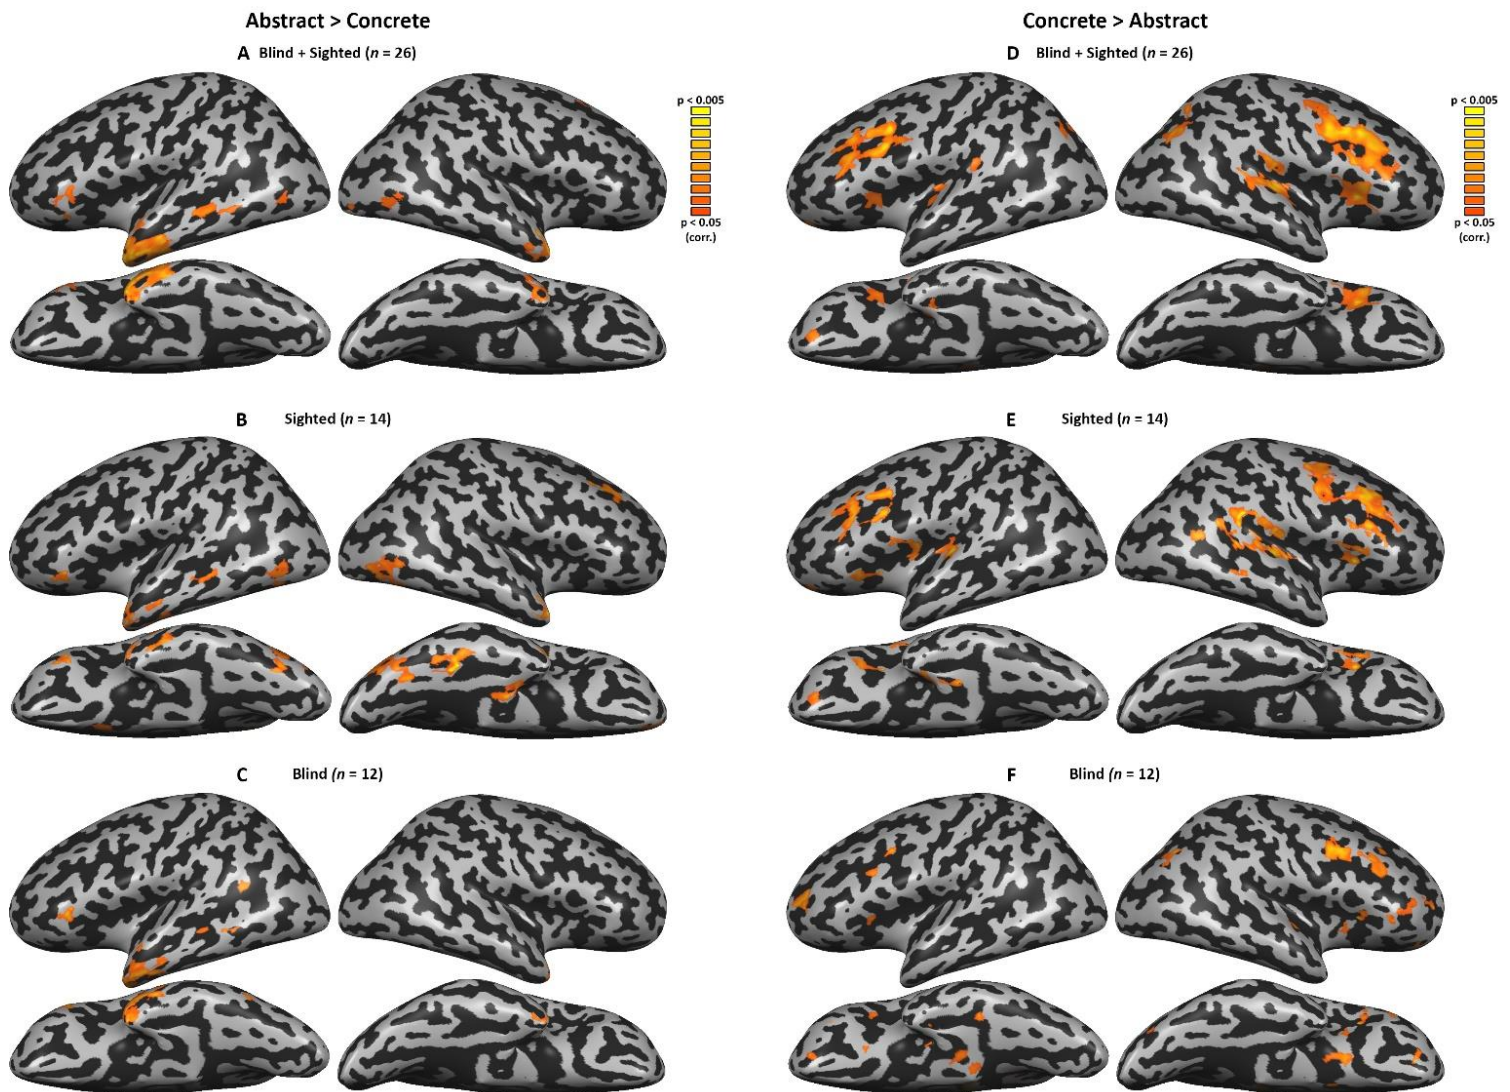 Abstract > Concrete
Concrete > Abstract
A Blind + Sighted (n = 26)
D Blind + Sighted (n = 26)
p < 0.005
p < 0.05
(corr.)
p < 0.005
p < 0.05
(corr.)
B Sighted (n = 14)
E Sighted (n = 14)
C Blind (n = 12)
F Blind (n = 12)